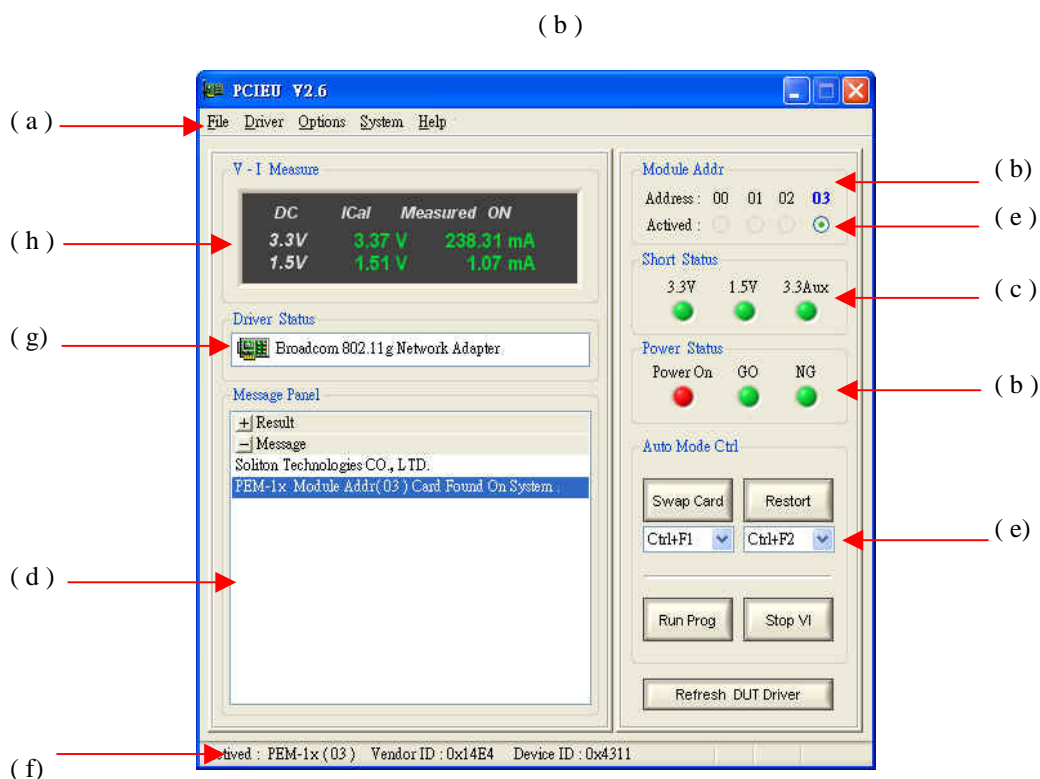 ( b )
PCIEU V2.6
( a )
File Driver Options System Help
V - I Measure
DC ICal Measured ON
3.3V 3.37 V 238.31 mA
1.5V 1.51 V 1.07 mA
( h )
Driver Status
( g)
Broadcom 802.11g Network Adapter
Message Panel
+ Result
- Message
Soliton Technologies CO., LTD.
PEM-1x Module Addr( 03 ) Card Found On System .
( d )
Module Addr
( b)
Address : 00 01 02 03
Actived :
( e )
Short Status
3.3V 1.5V 3.3Aux
( c )
Power Status
Power On GO NG
( b )
Auto Mode Ctrl
Swap Card Restort
Ctrl+F1 Ctrl+F2
( e)
Run Prog Stop VI
Refresh DUT Driver
( f)
tived : PEM-1x ( 03 ) Vendor ID : 0x14E4 Device ID : 0x4311